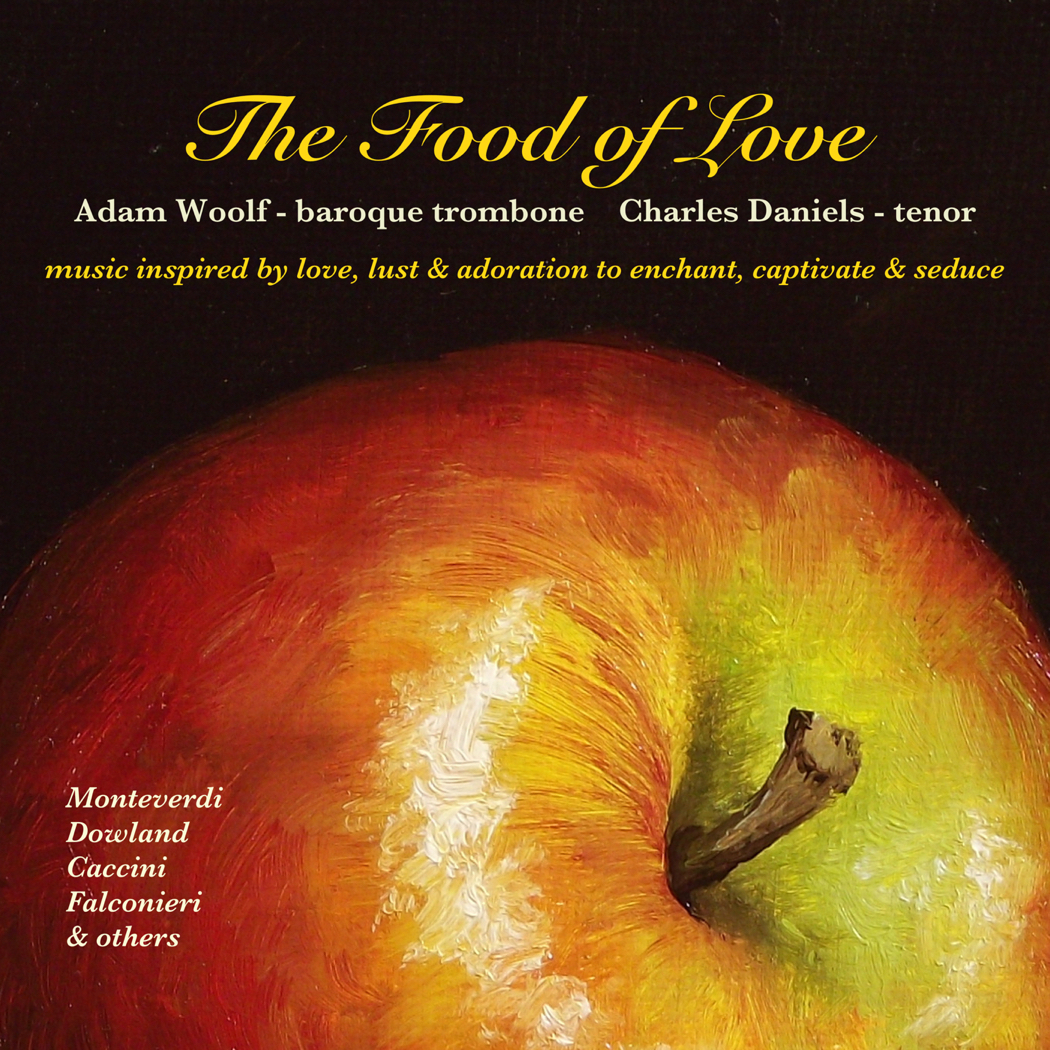 The Food of Love
Adam Woolf - baroque trombone Charles Daniels - tenor
music inspired by love, lust & adoration to enchant, captivate & seduce
Monteverdi
Dowland
Caccini
Falconieri
& others